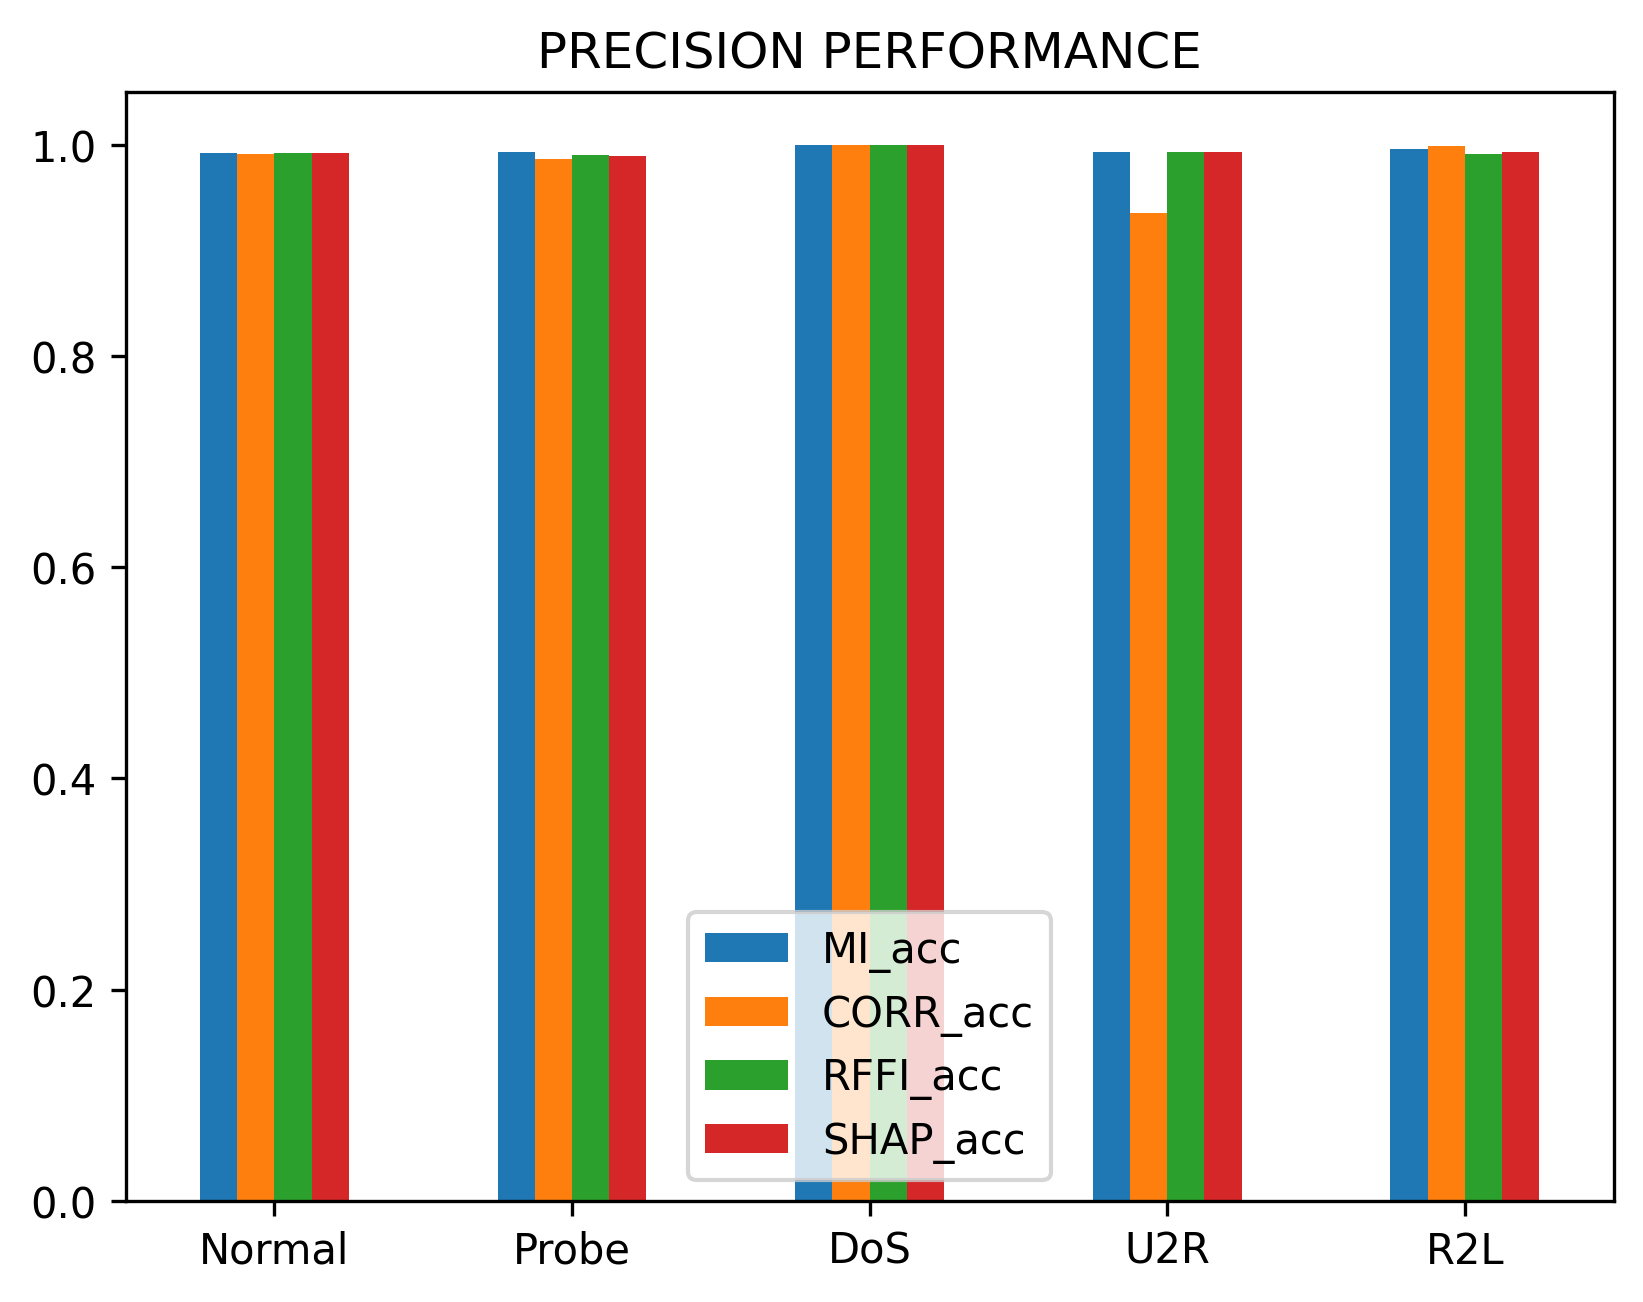 PRECISION PERFORMANCE
1.0
0.8
0.6
0.4
0.2
0.0
MI_acc
CORR_acc
RFFI_acc
SHAP_acc
Normal Probe DoS U2R R2L